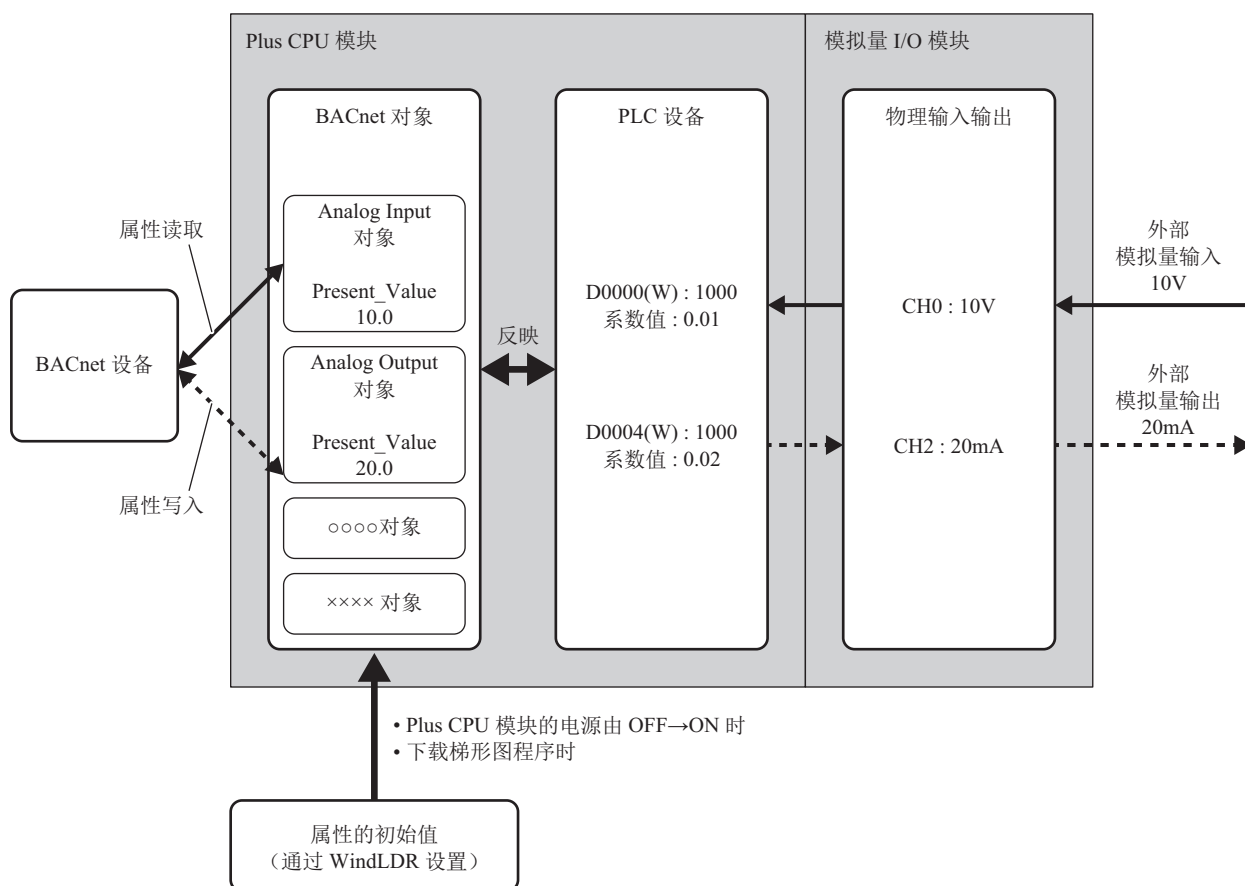 Plus CPU 模块
模拟量 I/O 模块
BACnet 对象
PLC 设备
物理输入输出
Analog Input
对象
Present_Value
10.0
属性读取
BACnet 设备
属性写入
Analog Output
对象
Present_Value
20.0
○○○○对象
×××× 对象
反映
D0000(W) : 1000
系数值 : 0.01
D0004(W) : 1000
系数值 : 0.02
CH0 : 10V
CH2 : 20mA
外部
模拟量输入
10V
外部
模拟量输出
20mA
• Plus CPU 模块的电源由 OFF→ON 时
• 下载梯形图程序时
属性的初始值
（通过 WindLDR 设置）